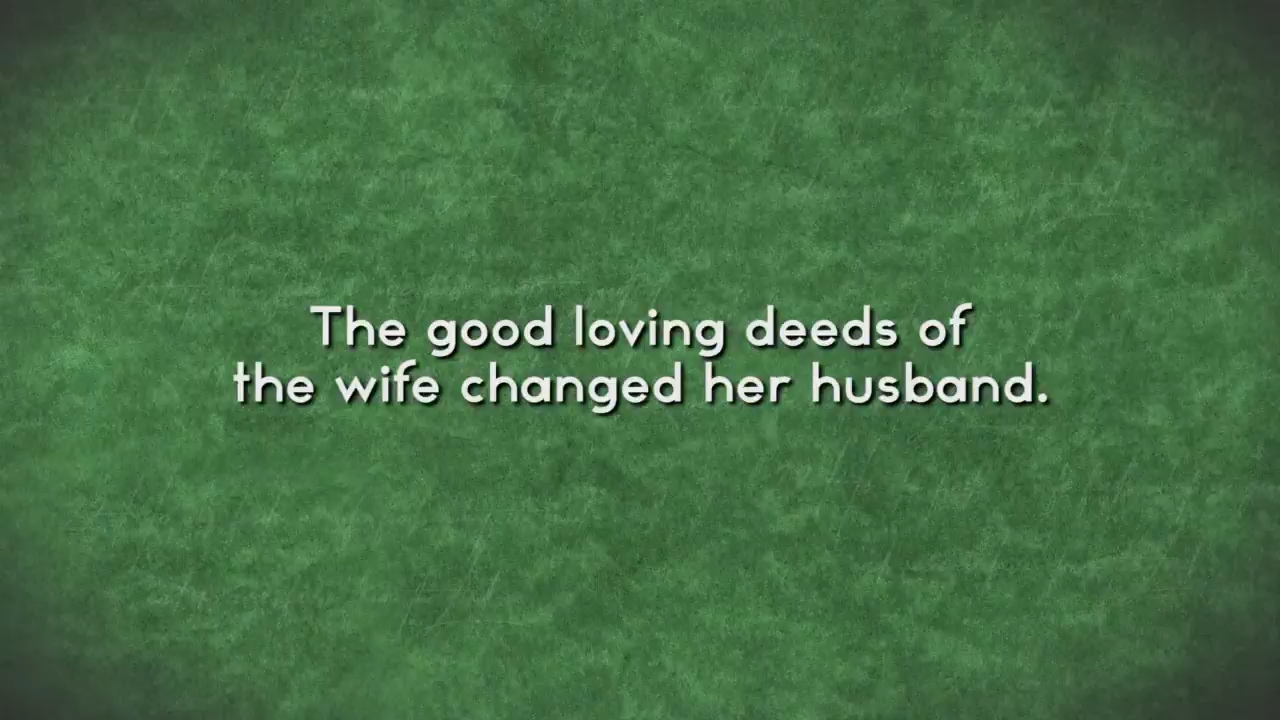 The good loving deeds of
the wife changed her husband.